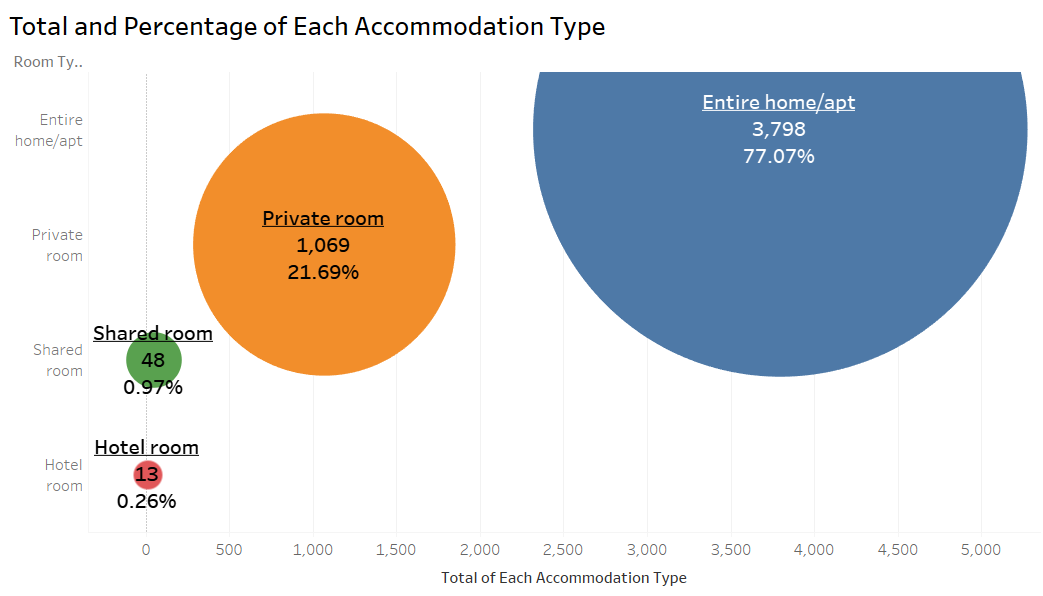 Total and Percentage of Each Accommodation Type
Room Ty..
Entire
home/apt
Private
room
Shared
room
Hotel
room
Entire home/apt
3,798
77.07%
Private room
1,069
21.69%
Shared room
48
0.97%
Hotel room
13
0.26%
0
500
1,000
1,500
2,000
2,500
3,000
3,500
4,000
4,500
5,000
Total of Each Accommodation Type